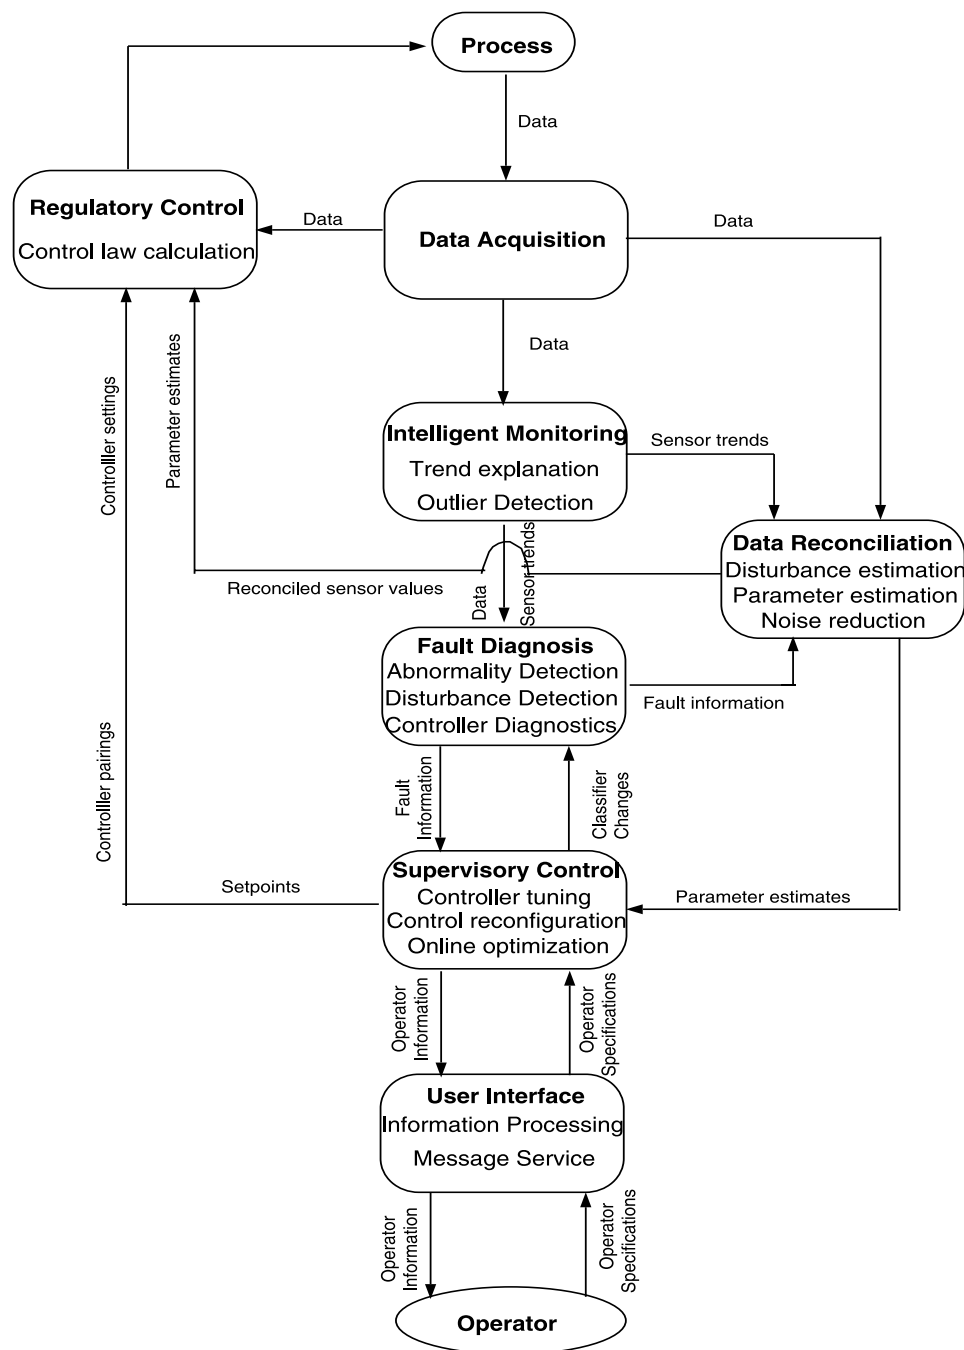 Process
Data
Regulatory Control
Control law calculation
Data
Data Acquisition
Data
Data
Controlller settings
Parameter estimates
Intelligent Monitoring
Trend explanation
Outlier Detection
Sensor trends
Data Reconciliation
Disturbance estimation
Parameter estimation
Noise reduction
Reconciled sensor values
Data
Sensor trends
Fault Diagnosis
Abnormality Detection
Disturbance Detection
Controller Diagnostics
Fault information
Controlller pairings
Fault
Information
Classifier
Changes
Supervisory Control
Controller tuning
Control reconfiguration
Online optimization
Setpoints
Parameter estimates
Operator
Information
Operator
Specifications
User Interface
Information Processing
Message Service
Operator
Information
Operator
Specifications
Operator